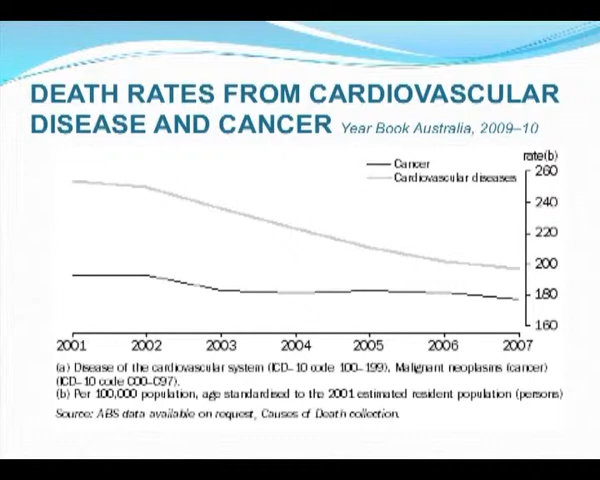 DEATH RATES FROM CARDIOVASCULAR
DISEASE AND CANCER Year Book Australia, 2009–10
rate(b)
Cancer
Cardiovascular diseases
260
240
220
200
180
160
2001 2002 2003 2004 2005 2006 2007
(a) Disease of the cardiovascular system (ICD–10 code 100–199), Malignant neoplasms (cancer)
(ICD–10 code C00–C97).
(b) Per 100,000 population, age standardised to the 2001 estimated resident population (persons)
Source: ABS data available on request, Causes of Death collection.